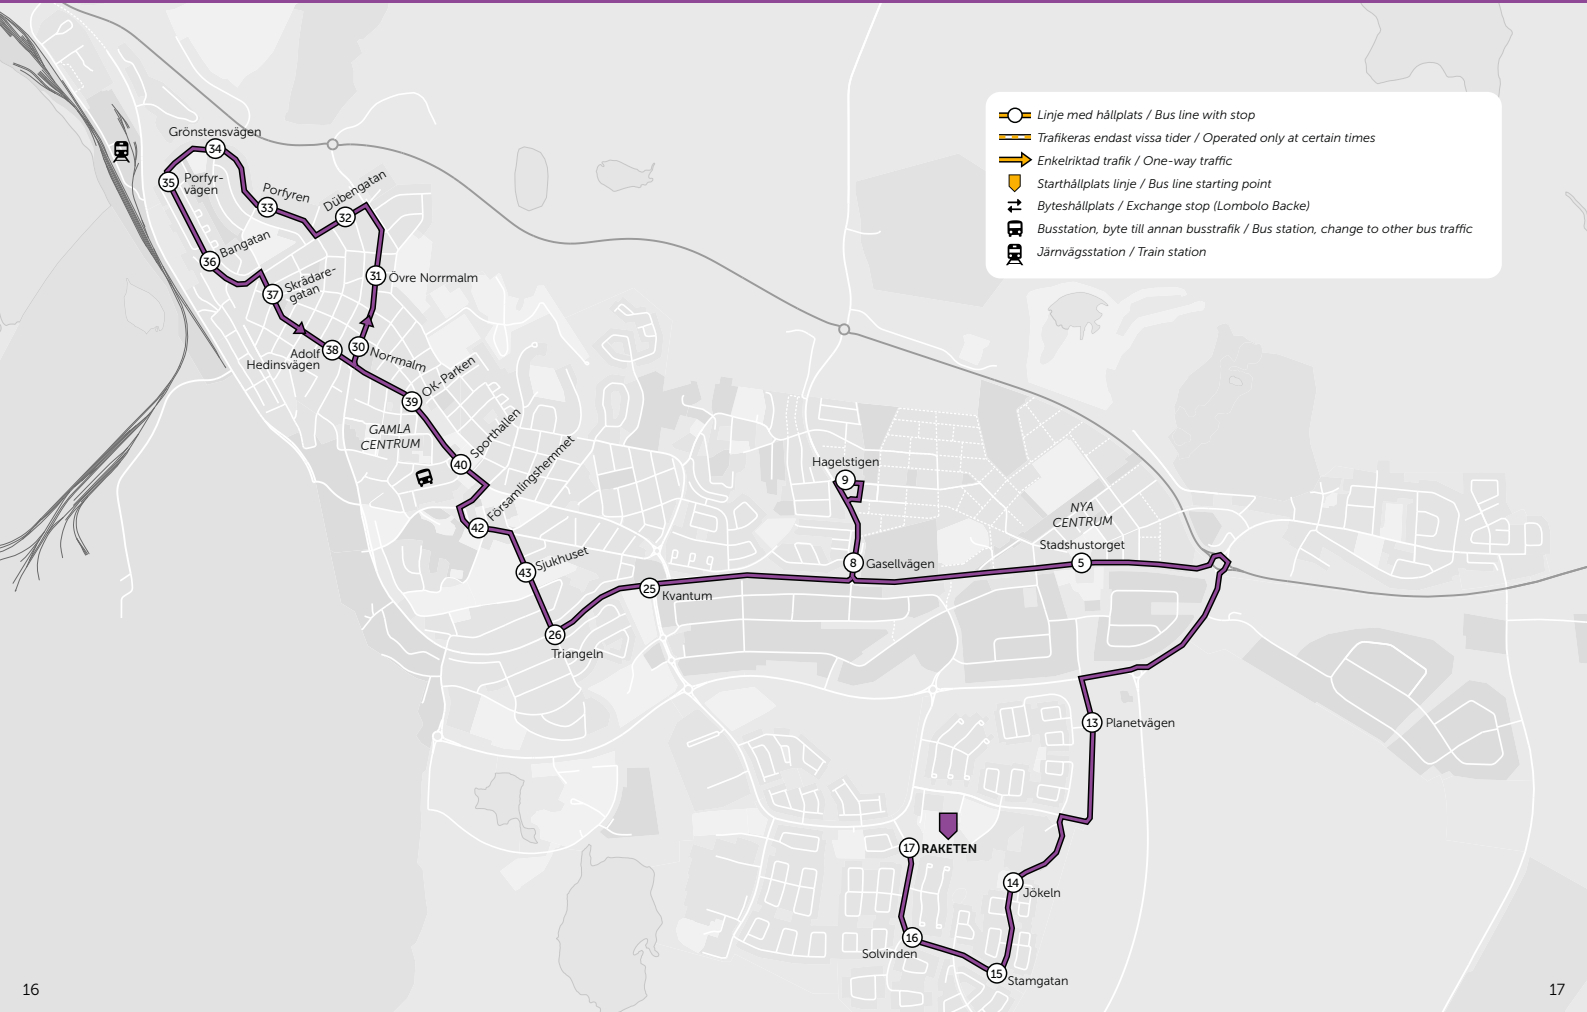 Linje med hållplats / Bus line with stop
Trafikeras endast vissa tider / Operated only at certain times
Enkelriktad trafik / One-way traffic
Starthållplats linje / Bus line starting point
Byteshållplats / Exchange stop (Lombolo Backe)
Busstation, byte till annan busstrafik / Bus station, change to other bus traffic
Järnvägsstation / Train station
Grönstensvägen
34
35
Porfyr-
vägen
Porfyren
33
Dübengatan
32
Bangatan
36
31
Övre Norrmalm
Skrädare-
gatan
37
Adolf
Hedinsvägen
38
30
Norrmalm
OK-Parken
39
GAMLA
CENTRUM
Sporthallen
40
Församlingshemmet
42
Sjukhuset
43
26
Triangeln
25
Kvantum
Hagelstigen
9
8
Gasellvägen
NYA
CENTRUM
Stadshustorget
5
13
Planetvägen
17
RAKETEN
14
Jökeln
16
Solvinden
15
Stamgatan
16
17